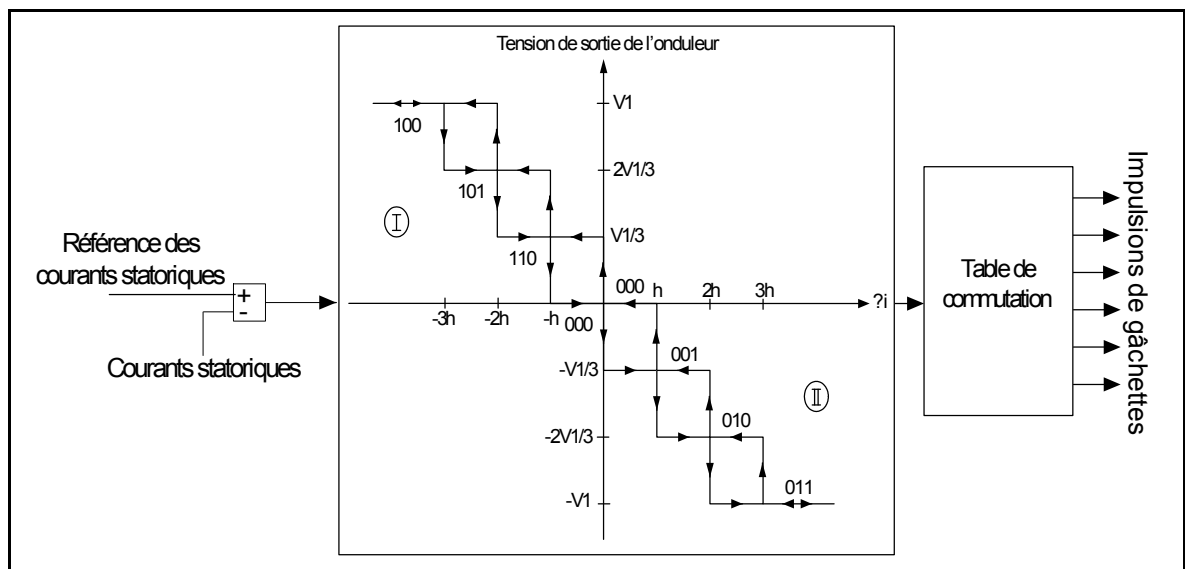 Tension de sortie de l'onduleur
V1
100
2V1/3
101
I
V1/3
110
Référence des
courants statoriques
+
-
Courants statoriques
-3h
-2h
-h
000
000
h
2h
3h
?i
-V1/3
001
II
-2V1/3
010
-V1
011
Table de
commutation
Impulsions de gâchettes